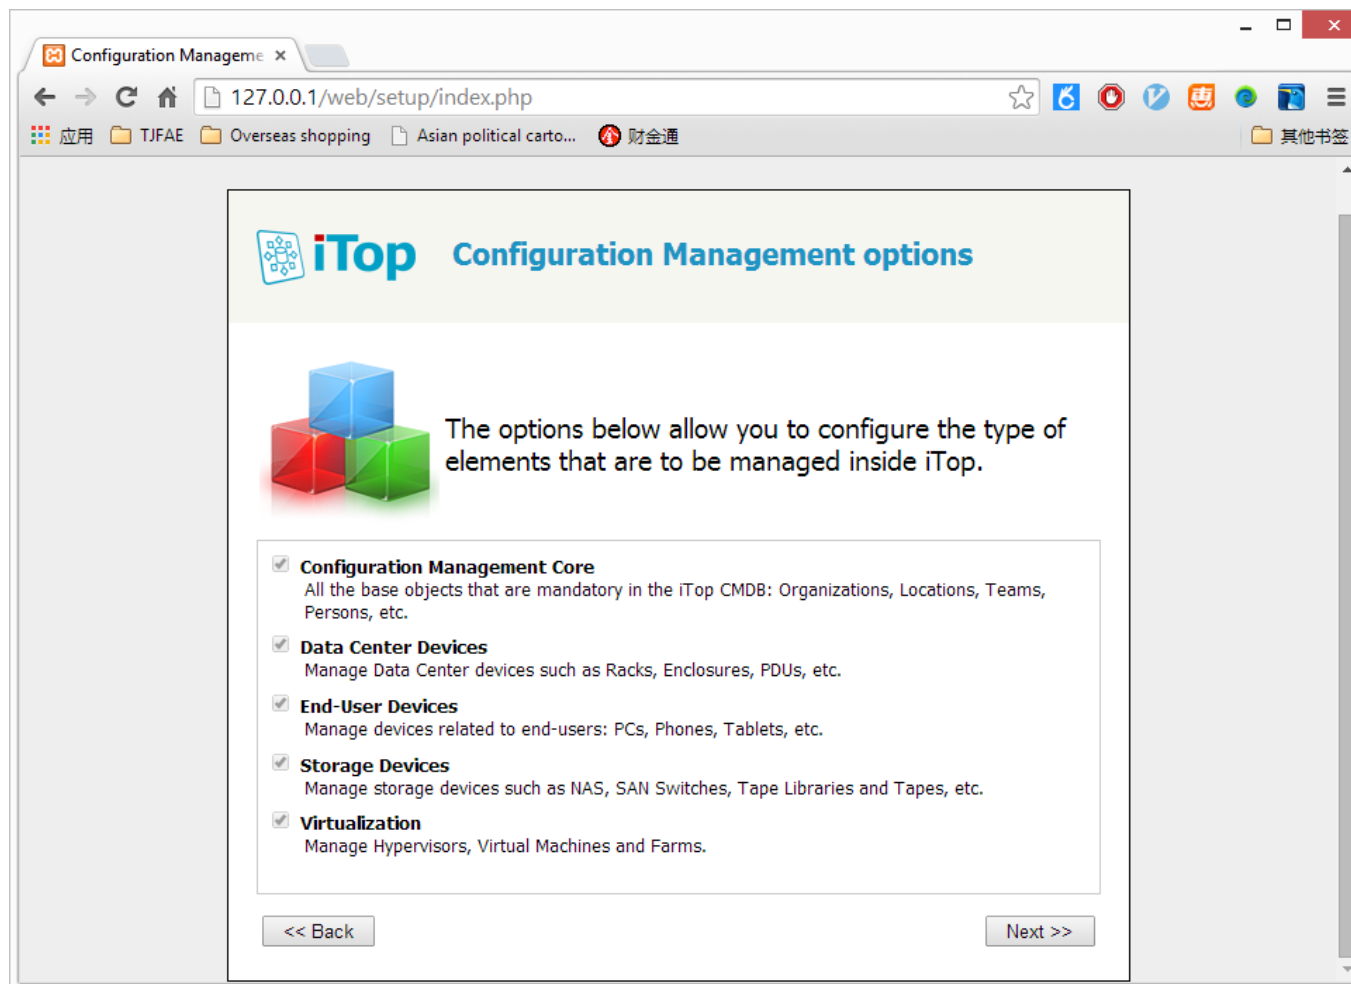 Configuration Manageme
127.0.0.1/web/setup/index.php
应用 TJFAE Overseas shopping Asian political carto... 财金通 其他书签
iTop Configuration Management options
The options below allow you to configure the type of
elements that are to be managed inside iTop.
Configuration Management Core
All the base objects that are mandatory in the iTop CMDB: Organizations, Locations, Teams,
Persons, etc.
Data Center Devices
Manage Data Center devices such as Racks, Enclosures, PDUs, etc.
End-User Devices
Manage devices related to end-users: PCs, Phones, Tablets, etc.
Storage Devices
Manage storage devices such as NAS, SAN Switches, Tape Libraries and Tapes, etc.
Virtualization
Manage Hypervisors, Virtual Machines and Farms.
<< Back Next >>